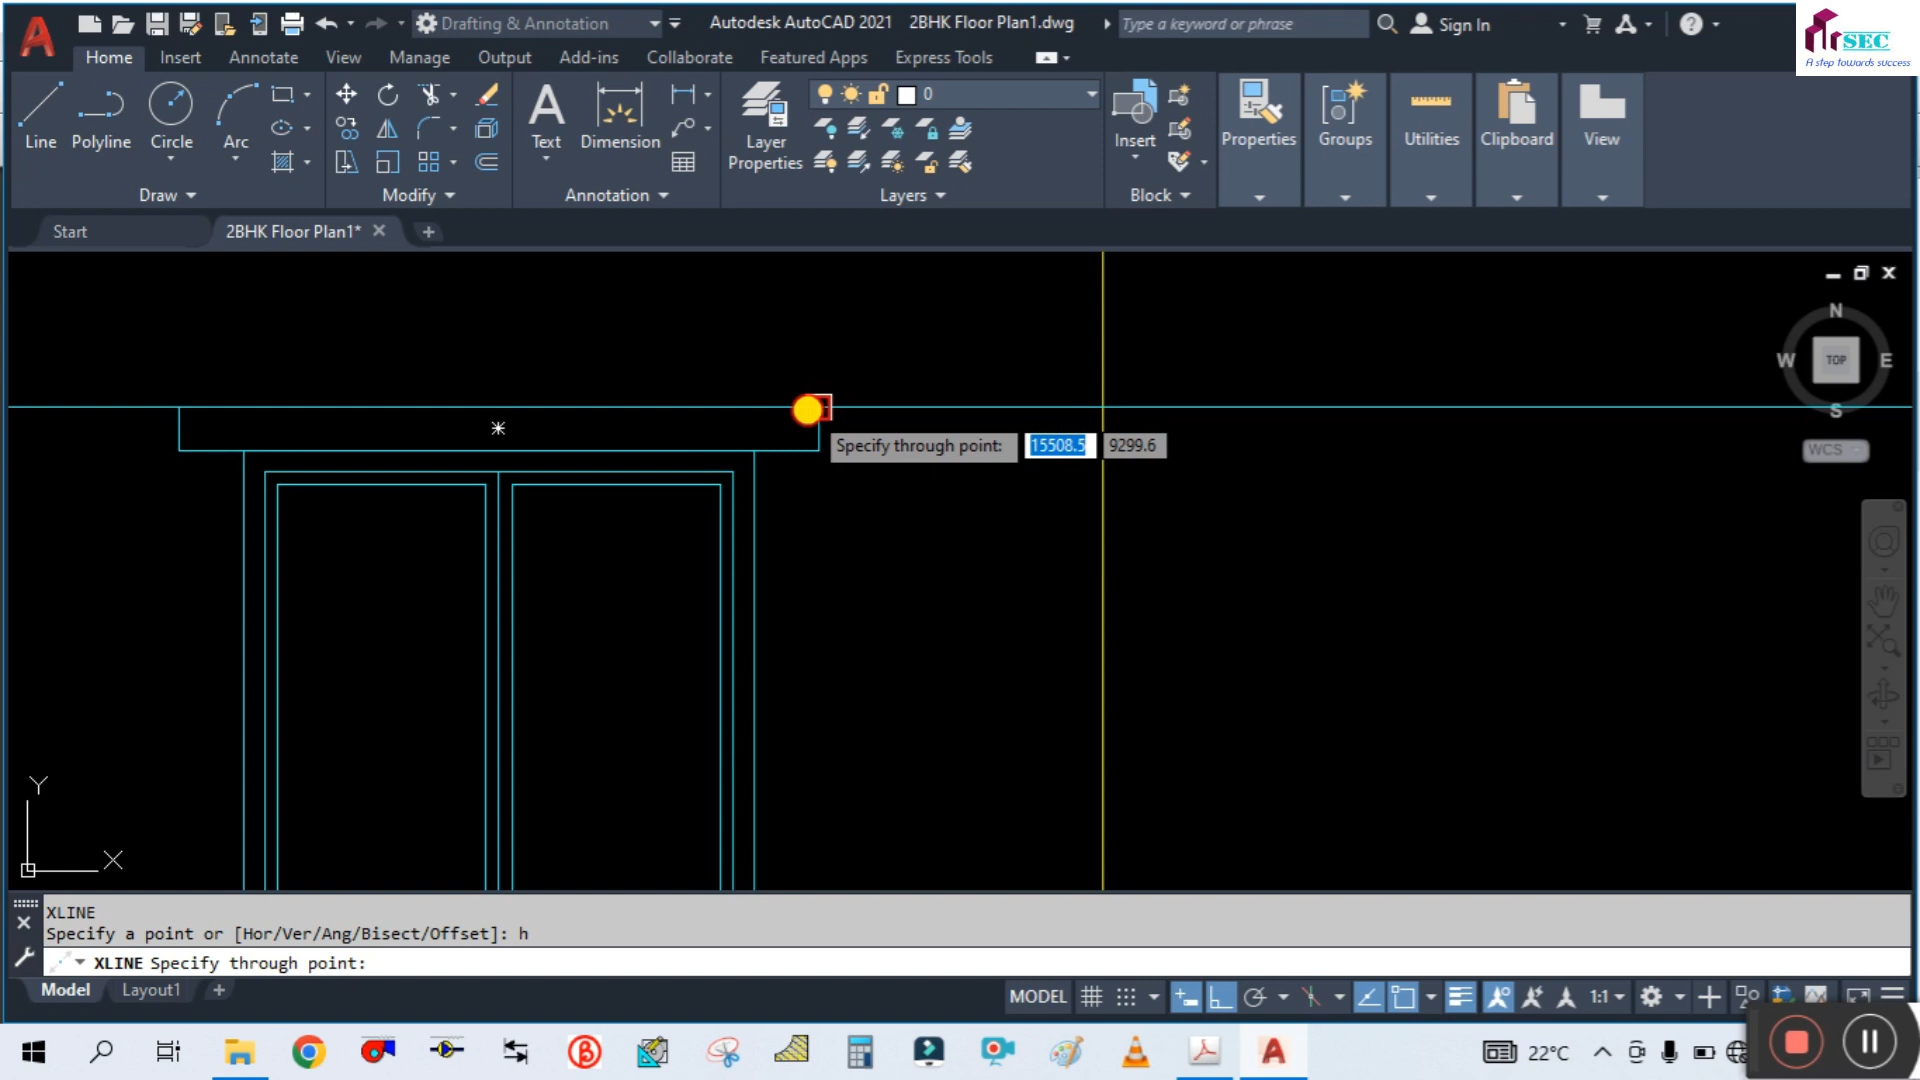 Drafting & Annotation
Autodesk AutoCAD 2021 2BHK Floor Plan1.dwg
Type a keyword or phrase
Sign In
SEC
A step towards success
Home Insert Annotate View Manage Output Add-ins Collaborate Featured Apps Express Tools
0
Line Polyline Circle Arc
Text Dimension
Layer
Properties
Insert
Properties Groups Utilities Clipboard View
Draw Modify Annotation Layers Block
Start 2BHK Floor Plan1*
N
W TOP E
S
WCS
Specify through point: 15508.5 9299.6
Y
X
XLINE
Specify a point or [Hor/Ver/Ang/Bisect/Offset]: h
XLINE Specify through point:
Model Layout1
MODEL 1:1
22°C